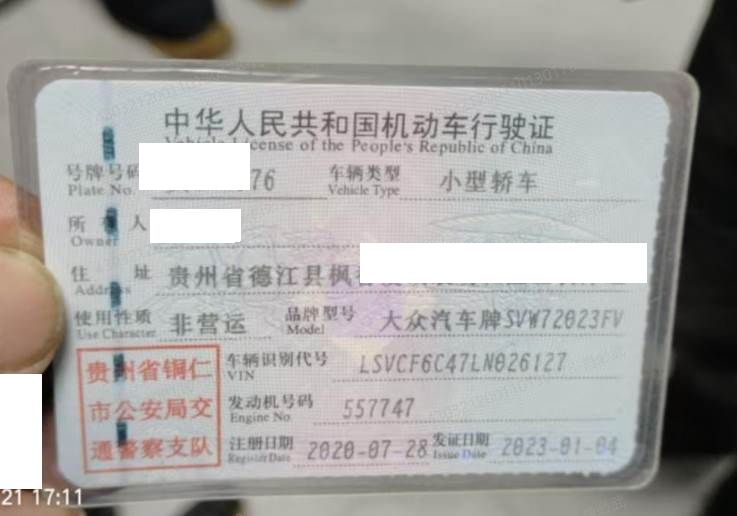 中华人民共和国机动车行驶证
Vehicle License of the People's Republic of China
号牌号码 76 车辆类型 小型轿车
Plate No. Vehicle Type
所 人
Owner
住 址 贵州省德江县枫
Address
使用性质 非营运 品牌型号 大众汽车牌SVW72023FV
Use Character Model
贵州省铜仁
市公安局交
通警察支队
车辆识别代号 LSVCF6C47LN026127
VIN
发动机号码 557747
Engine No.
注册日期 2020-07-28 发证日期 2023-01-04
Register Date Issue Date
21 17:11